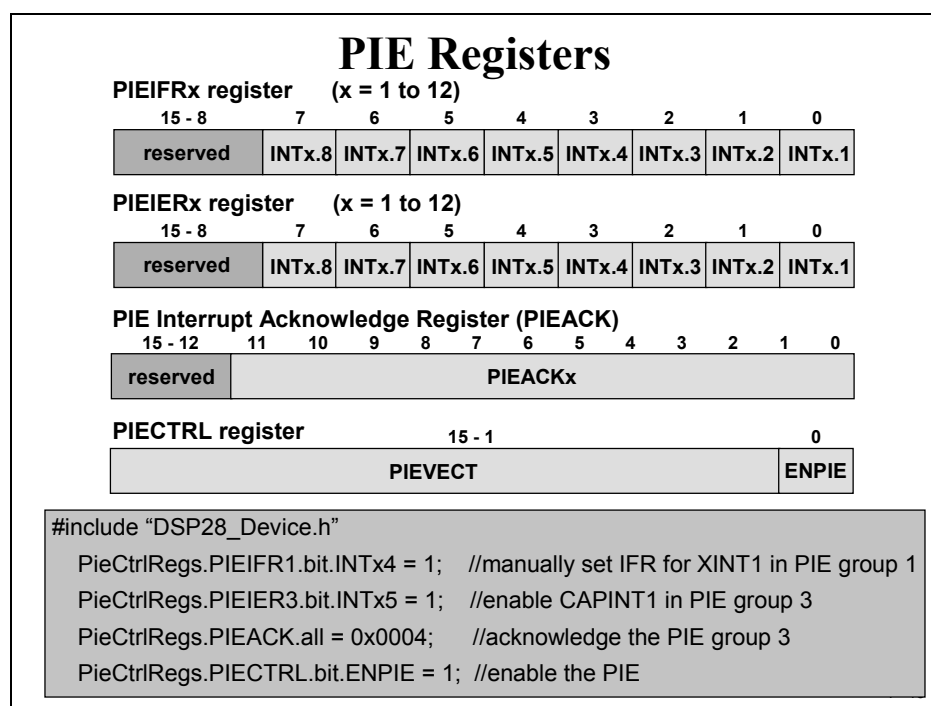 PIE Registers
PIEIFRx register (x = 1 to 12)
15 - 8 7 6 5 4 3 2 1 0
reserved INTx.8 INTx.7 INTx.6 INTx.5 INTx.4 INTx.3 INTx.2 INTx.1
PIEIERx register (x = 1 to 12)
15 - 8 7 6 5 4 3 2 1 0
reserved INTx.8 INTx.7 INTx.6 INTx.5 INTx.4 INTx.3 INTx.2 INTx.1
PIE Interrupt Acknowledge Register (PIEACK)
15 - 12 11 10 9 8 7 6 5 4 3 2 1 0
reserved PIEACKx
PIECTRL register 15 - 1 0
PIEVECT ENPIE
#include “DSP28_Device.h”
PieCtrlRegs.PIEIFR1.bit.INTx4 = 1; //manually set IFR for XINT1 in PIE group 1
PieCtrlRegs.PIEIER3.bit.INTx5 = 1; //enable CAPINT1 in PIE group 3
PieCtrlRegs.PIEACK.all = 0x0004; //acknowledge the PIE group 3
PieCtrlRegs.PIECTRL.bit.ENPIE = 1; //enable the PIE